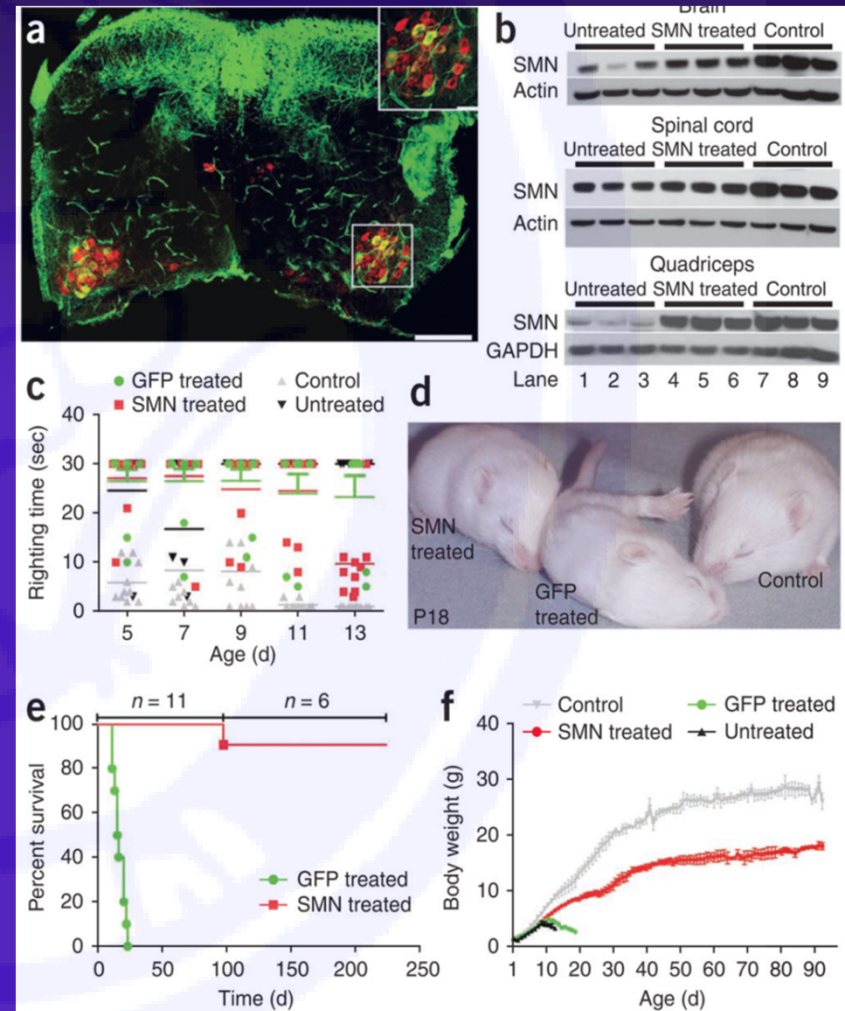 a
b
Brain
Untreated SMN treated Control
SMN
Actin
Spinal cord
Untreated SMN treated Control
SMN
Actin
Quadriceps
Untreated SMN treated Control
SMN
GAPDH
Lane 1 2 3 4 5 6 7 8 9
c
GFP treated Control
SMN treated Untreated
Righting time (sec)
40
30
20
10
0
5 7 9 11 13
Age (d)
d
SMN
treated
GFP
treated
Control
P18
e
n = 11 n = 6
Percent survival
100
80
60
40
20
0
GFP treated
SMN treated
0 50 100 150 200 250
Time (d)
f
Control GFP treated
SMN treated Untreated
Body weight (g)
40
30
20
10
0
1 10 20 30 40 50 60 70 80 90
Age (d)